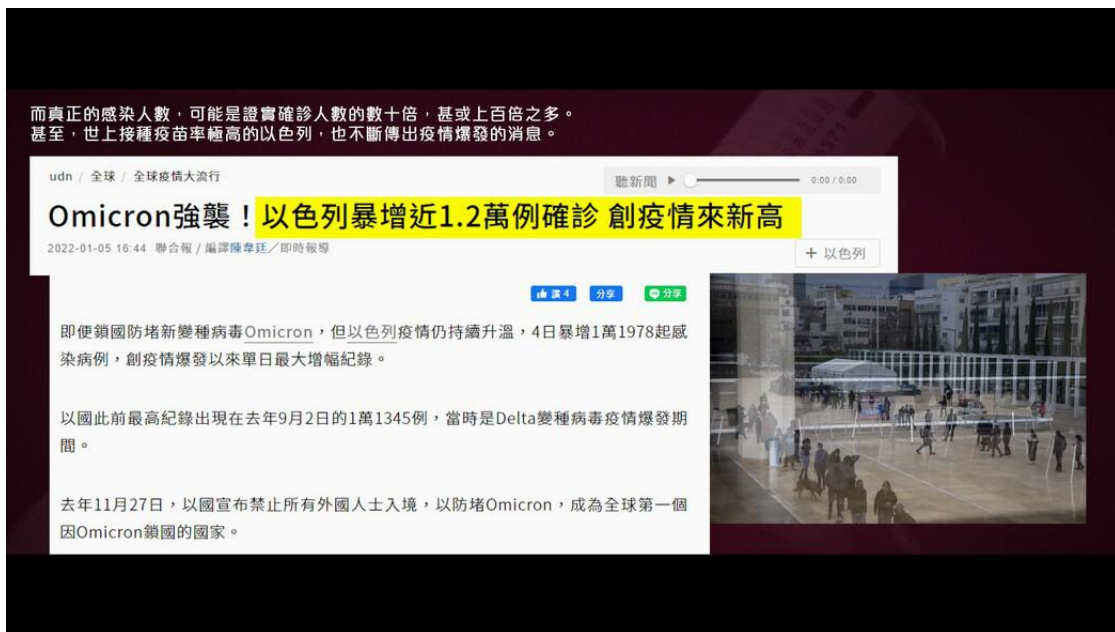 而真正的感染人數，可能是證實確診人數的數十倍，甚或上百倍之多。
甚至，世上接種疫苗率極高的以色列，也不斷傳出疫情爆發的消息。
udn / 全球 / 全球疫情大流行
聽新聞
0:00 / 0:00
Omicron強襲！以色列暴增近1.2萬例確診 創疫情來新高
2022-01-05 16:44 聯合報 / 編譯陳韋廷／即時報導
+ 以色列
讚 4 分享 分享
即便鎖國防堵新變種病毒Omicron，但以色列疫情仍持續升溫，4日暴增1萬1978起感
染病例，創疫情爆發以來單日最大增幅紀錄。
以國此前最高紀錄出現在去年9月2日的1萬1345例，當時是Delta變種病毒疫情爆發期
間。
去年11月27日，以國宣布禁止所有外國人士入境，以防堵Omicron，成為全球第一個
因Omicron鎖國的國家。